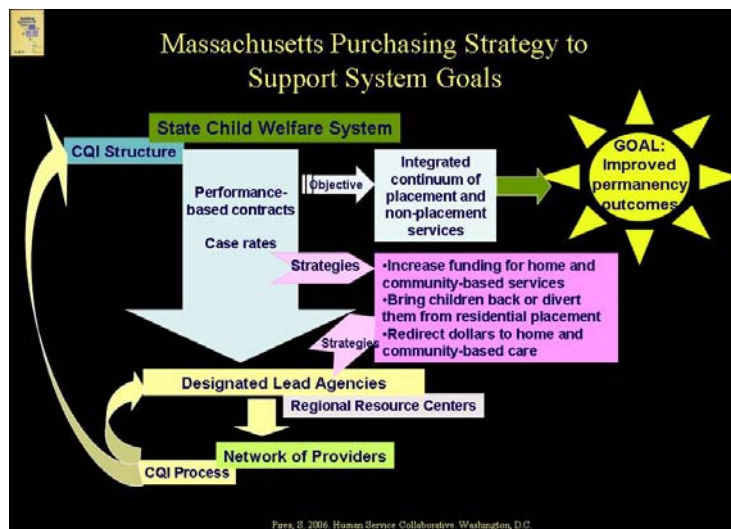 Massachusetts Purchasing Strategy to
Support System Goals
State Child Welfare System
CQI Structure
Performance-
based contracts
Case rates
Objective
Integrated
continuum of
placement and
non-placement
services
GOAL:
Improved
permanency
outcomes
Strategies
•Increase funding for home and
community-based services
•Bring children back or divert
them from residential placement
•Redirect dollars to home and
community-based care
Strategies
Designated Lead Agencies
Regional Resource Centers
Network of Providers
CQI Process
Pires, S. 2006. Human Service Collaborative. Washington, D.C.